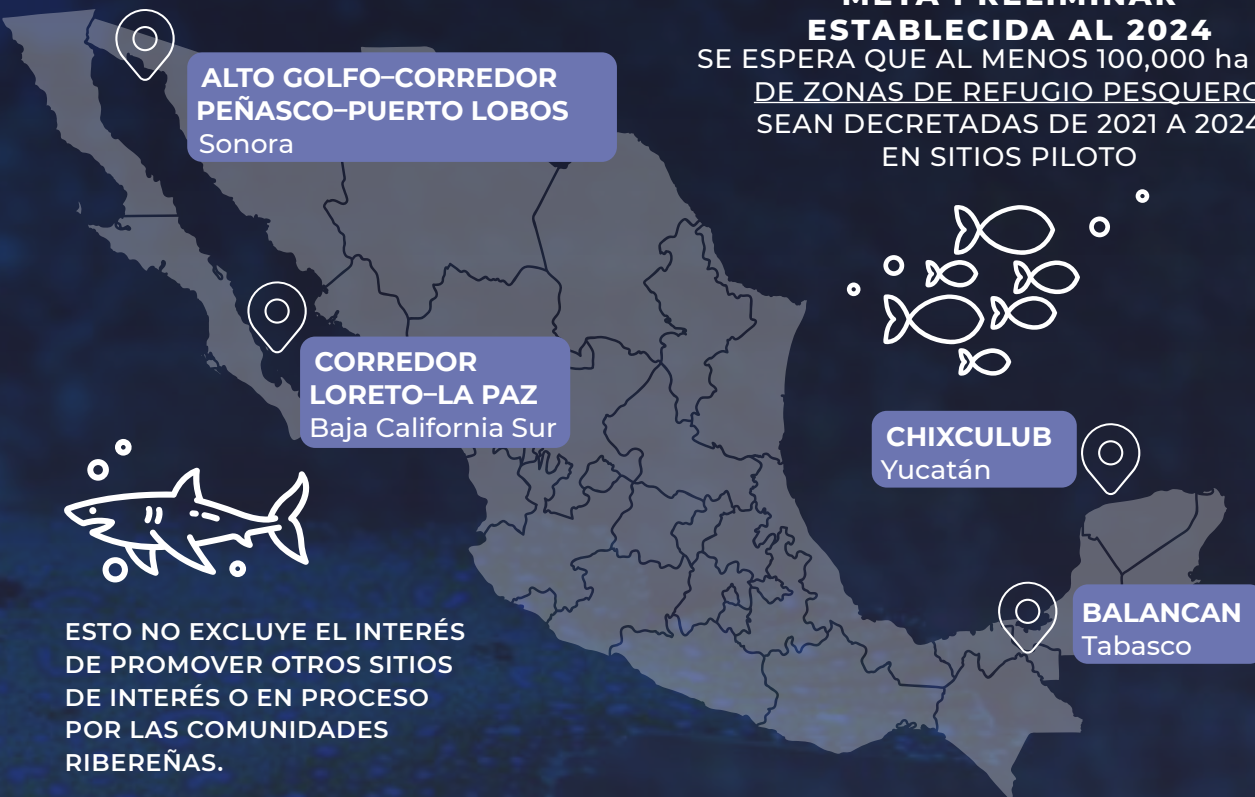 META PRELIMINAR
ESTABLECIDA AL 2024
SE ESPERA QUE AL MENOS 100,000 ha
DE ZONAS DE REFUGIO PESQUERO
SEAN DECRETADAS DE 2021 A 2024
EN SITIOS PILOTO
ALTO GOLFO–CORREDOR
PEÑASCO–PUERTO LOBOS
Sonora
CORREDOR
LORETO–LA PAZ
Baja California Sur
CHIXCULUB
Yucatán
BALANCAN
Tabasco
ESTO NO EXCLUYE EL INTERÉS
DE PROMOVER OTROS SITIOS
DE INTERÉS O EN PROCESO
POR LAS COMUNIDADES
RIBEREÑAS.